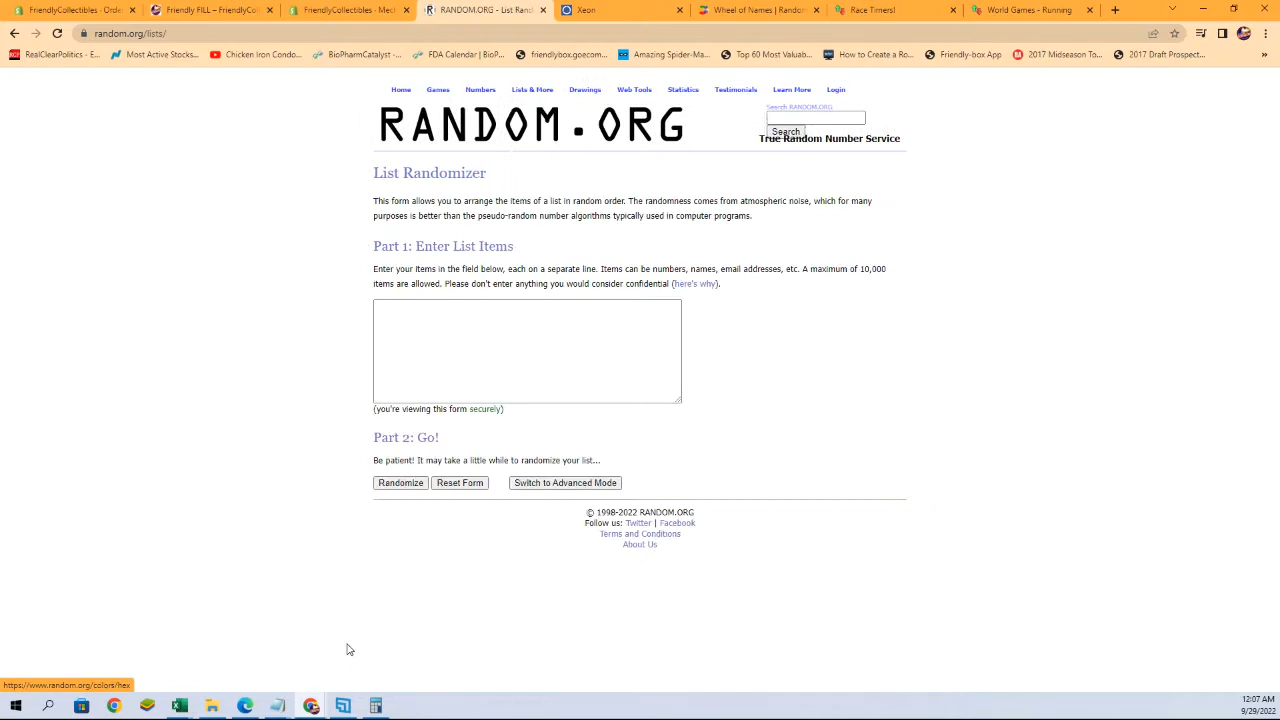 FriendlyCollectibles - Orde
Friendly FILL – FriendlyCol
FriendlyCollectibles - Med
RANDOM.ORG - List Rand
Xeon
Wheel of Names | Random
Race Timers!
World Games - Running
random.org/lists/
RealClearPolitics - E...
Most Active Stocks...
Chicken Iron Condo...
BioPharmCatalyst -...
FDA Calendar | BioP...
friendlybox.gecom...
Amazing Spider-Ma...
Top 60 Most Valuab...
How to Create a Ro...
Friendly-box App
2017 Midseason To...
2017 Draft Prospect...
Home Games Numbers Lists & More Drawings Web Tools Statistics Testimonials Learn More Login
RANDOM.ORG
Search RANDOM.ORG
Search
True Random Number Service
List Randomizer
This form allows you to arrange the items of a list in random order. The randomness comes from atmospheric noise, which for many
purposes is better than the pseudo-random number algorithms typically used in computer programs.
Part 1: Enter List Items
Enter your items in the field below, each on a separate line. Items can be numbers, names, email addresses, etc. A maximum of 10,000
items are allowed. Please don't enter anything you would consider confidential (here's why).
(you're viewing this form securely)
Part 2: Go!
Be patient! It may take a little while to randomize your list...
Randomize Reset Form Switch to Advanced Mode
© 1998-2022 RANDOM.ORG
Follow us: Twitter | Facebook
Terms and Conditions
About Us
https://www.random.org/colors/hex
12:07 AM
9/29/2022